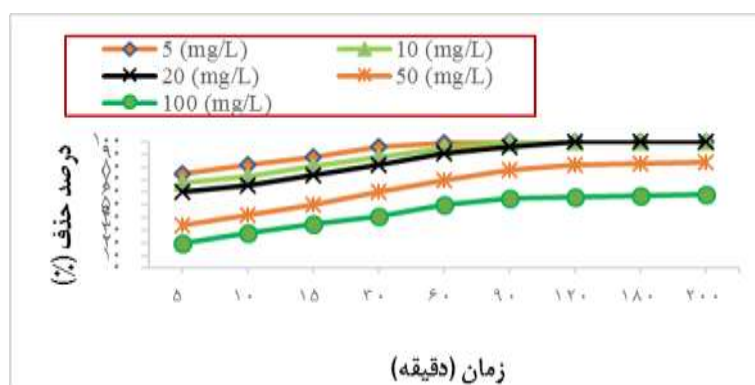 5 (mg/L) 10 (mg/L)
20 (mg/L) 50 (mg/L)
100 (mg/L)
درصد حذف (%)
۵ ۱۰ ۱۵ ۳۰ ۶۰ ۹۰ ۱۲۰ ۱۸۰ ۲۰۰
زمان (دقیقه)